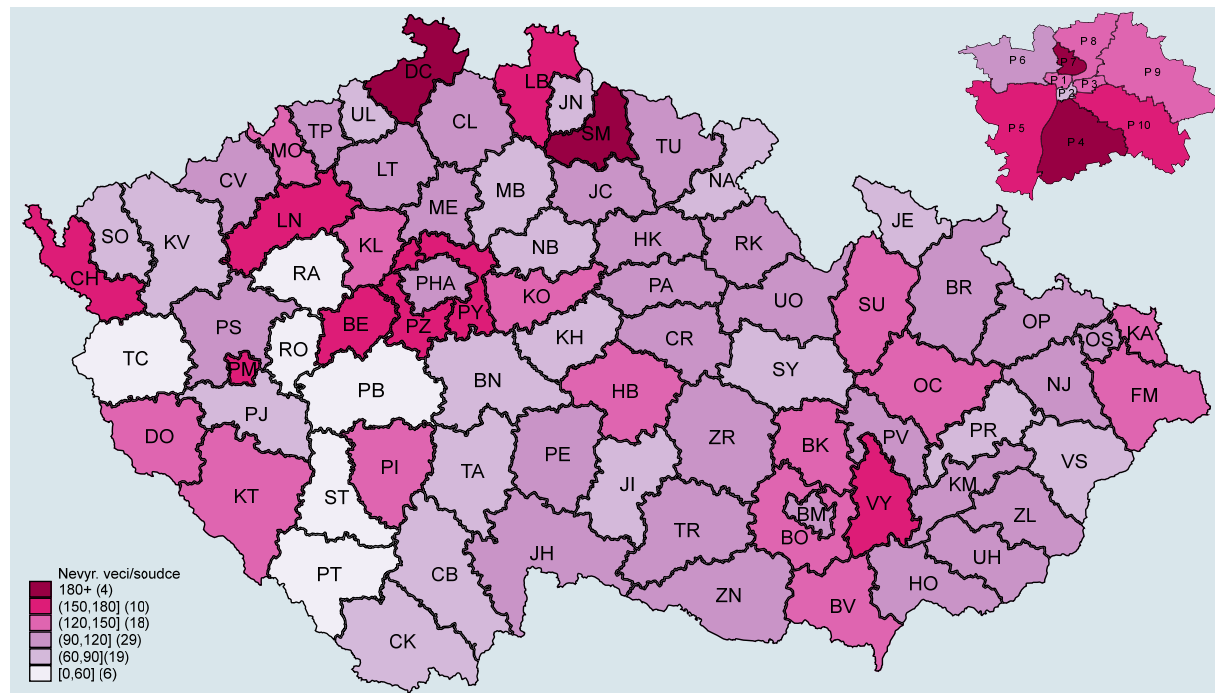 DC
LB
JN
SM
UL
TP
CL
TU
MO
LT
CV
MB
JC
NA
LN
ME
SO
KV
KL
NB
HK
RK
JE
CH
RA
PHA
KO
PA
UO
SU
BR
PS
BE
PZ
PY
KH
CR
OP
OS
KA
TC
RO
PM
PB
BN
HB
SY
OC
NJ
FM
PJ
DO
PI
TA
PE
ZR
BK
PV
PR
VS
KT
ST
JI
KM
VY
BM
BO
ZL
TR
UH
JH
PT
CB
HO
ZN
BV
CK
P 8
P 6
P 7
P 9
P 1
P 3
P 2
P 5
P 10
P 4
Nevyr. veci/soudce
180+ (4)
(150,180] (10)
(120,150] (18)
(90,120] (29)
(60,90](19)
[0,60] (6)